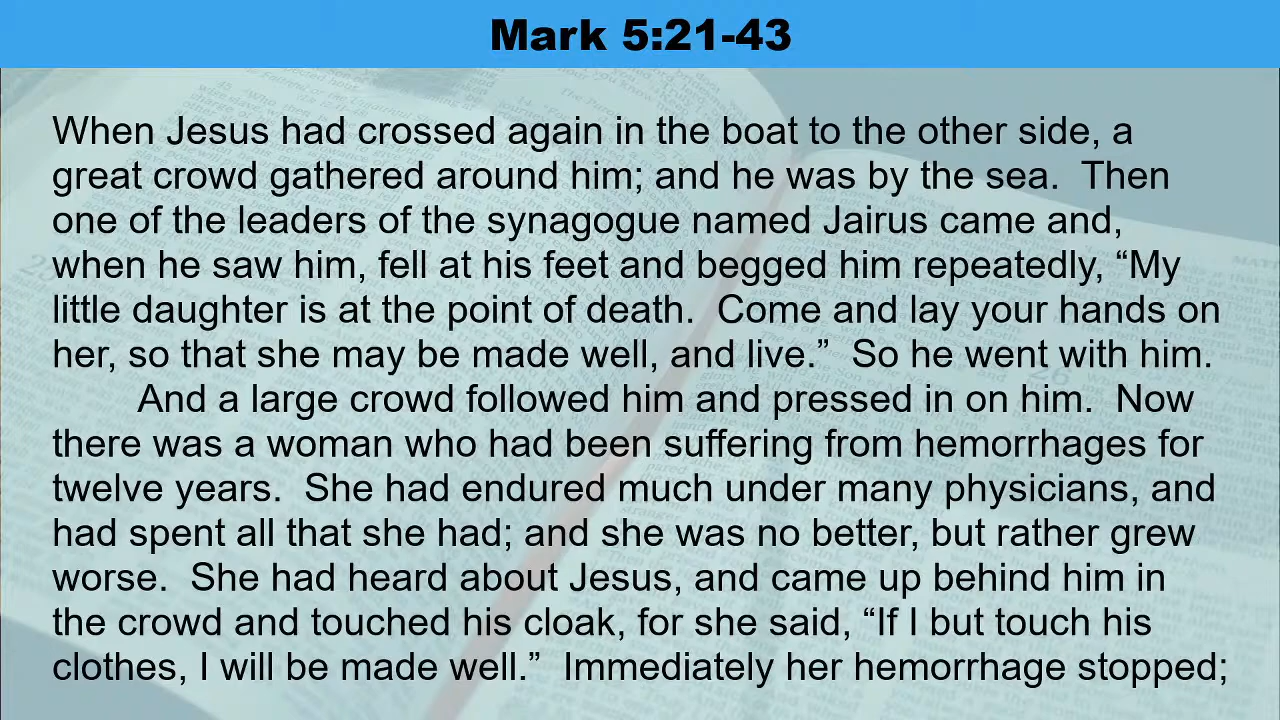 Mark 5:21-43
When Jesus had crossed again in the boat to the other side, a
great crowd gathered around him; and he was by the sea.  Then
one of the leaders of the synagogue named Jairus came and,
when he saw him, fell at his feet and begged him repeatedly, “My
little daughter is at the point of death.  Come and lay your hands on
her, so that she may be made well, and live.”  So he went with him.
And a large crowd followed him and pressed in on him.  Now
there was a woman who had been suffering from hemorrhages for
twelve years.  She had endured much under many physicians, and
had spent all that she had; and she was no better, but rather grew
worse.  She had heard about Jesus, and came up behind him in
the crowd and touched his cloak, for she said, “If I but touch his
clothes, I will be made well.”  Immediately her hemorrhage stopped;